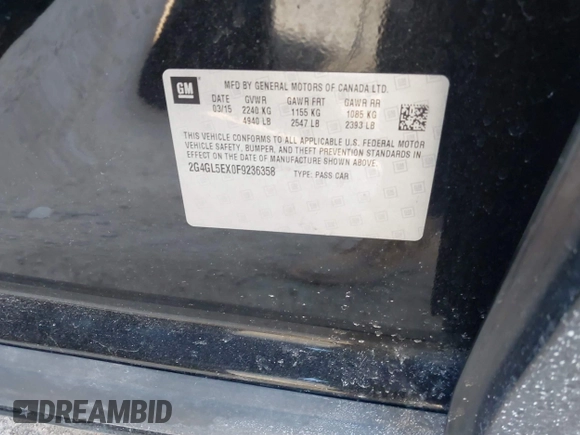 GM
MFD BY GENERAL MOTORS OF CANADA LTD.
DATE GVWR GAWR FRT GAWR RR
03/15 2240 KG 1155 KG 1085 KG
4940 LB 2547 LB 2393 LB
THIS VEHICLE CONFORMS TO ALL APPLICABLE U.S. FEDERAL MOTOR
VEHICLE SAFETY, BUMPER, AND THEFT PREVENTION STANDARDS IN
EFFECT ON THE DATE OF MANUFACTURE SHOWN ABOVE.
2G4GL5EX0F9236358 TYPE: PASS CAR
DREAMBID